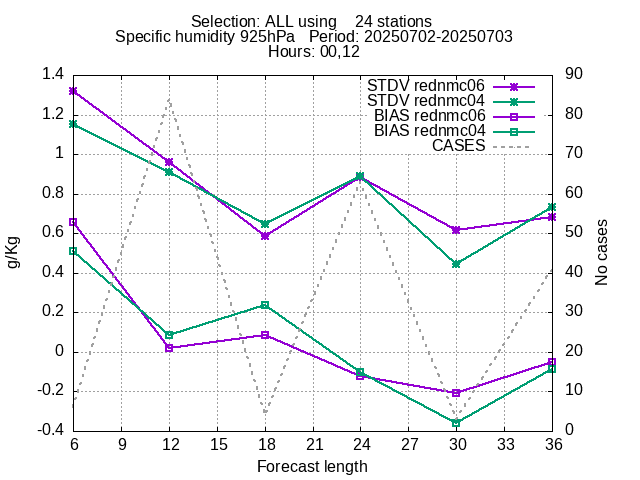 Selection: ALL using    24 stations
Specific humidity 925hPa   Period: 20250702-20250703
Hours: 00,12
STDV rednmc06
STDV rednmc04
BIAS rednmc06
BIAS rednmc04
CASES
1.4
1.2
1
0.8
0.6
0.4
0.2
0
-0.2
-0.4
g/Kg
90
80
70
60
50
40
30
20
10
0
No cases
6 9 12 15 18 21 24 27 30 33 36
Forecast length